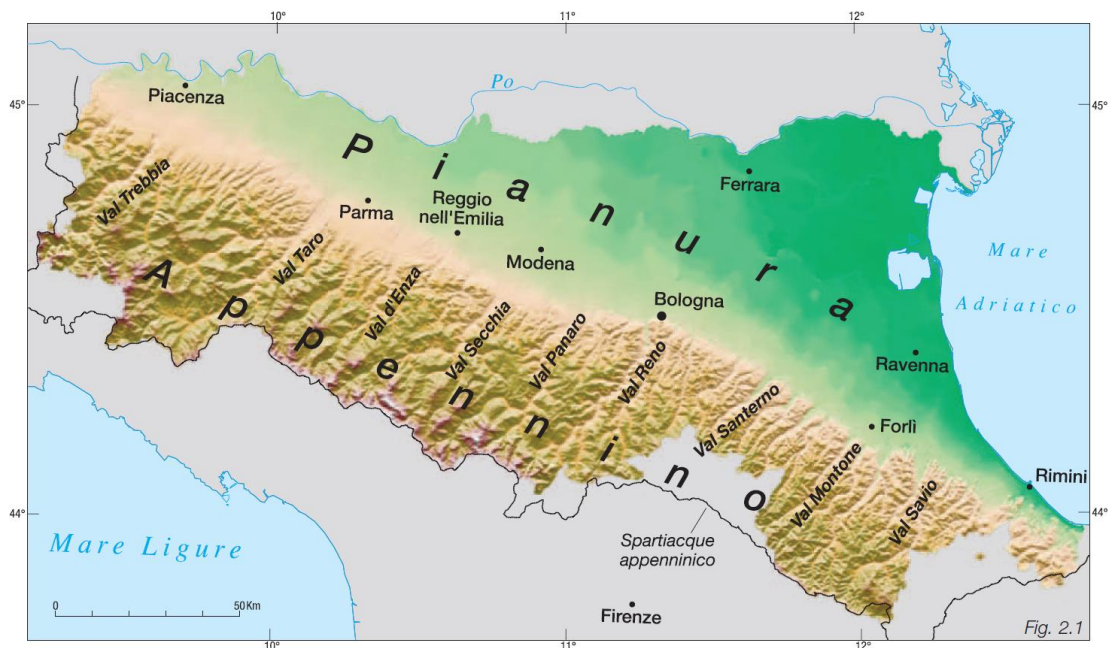 10°
11°
12°
45°
45°
Piacenza
Po
Pianura
Ferrara
Val Trebbia
Parma
Reggio
nell'Emilia
Modena
Mare
Adriatico
Val Taro
Appennino
Val d'Enza
Bologna
Val Secchia
Val Panaro
Val Reno
Ravenna
Val Santerno
Forlì
Val Montone
Val Savio
Rimini
44°
44°
Mare Ligure
Spartiacque
appenninico
0
50 Km
Firenze
Fig. 2.1
10°
11°
12°